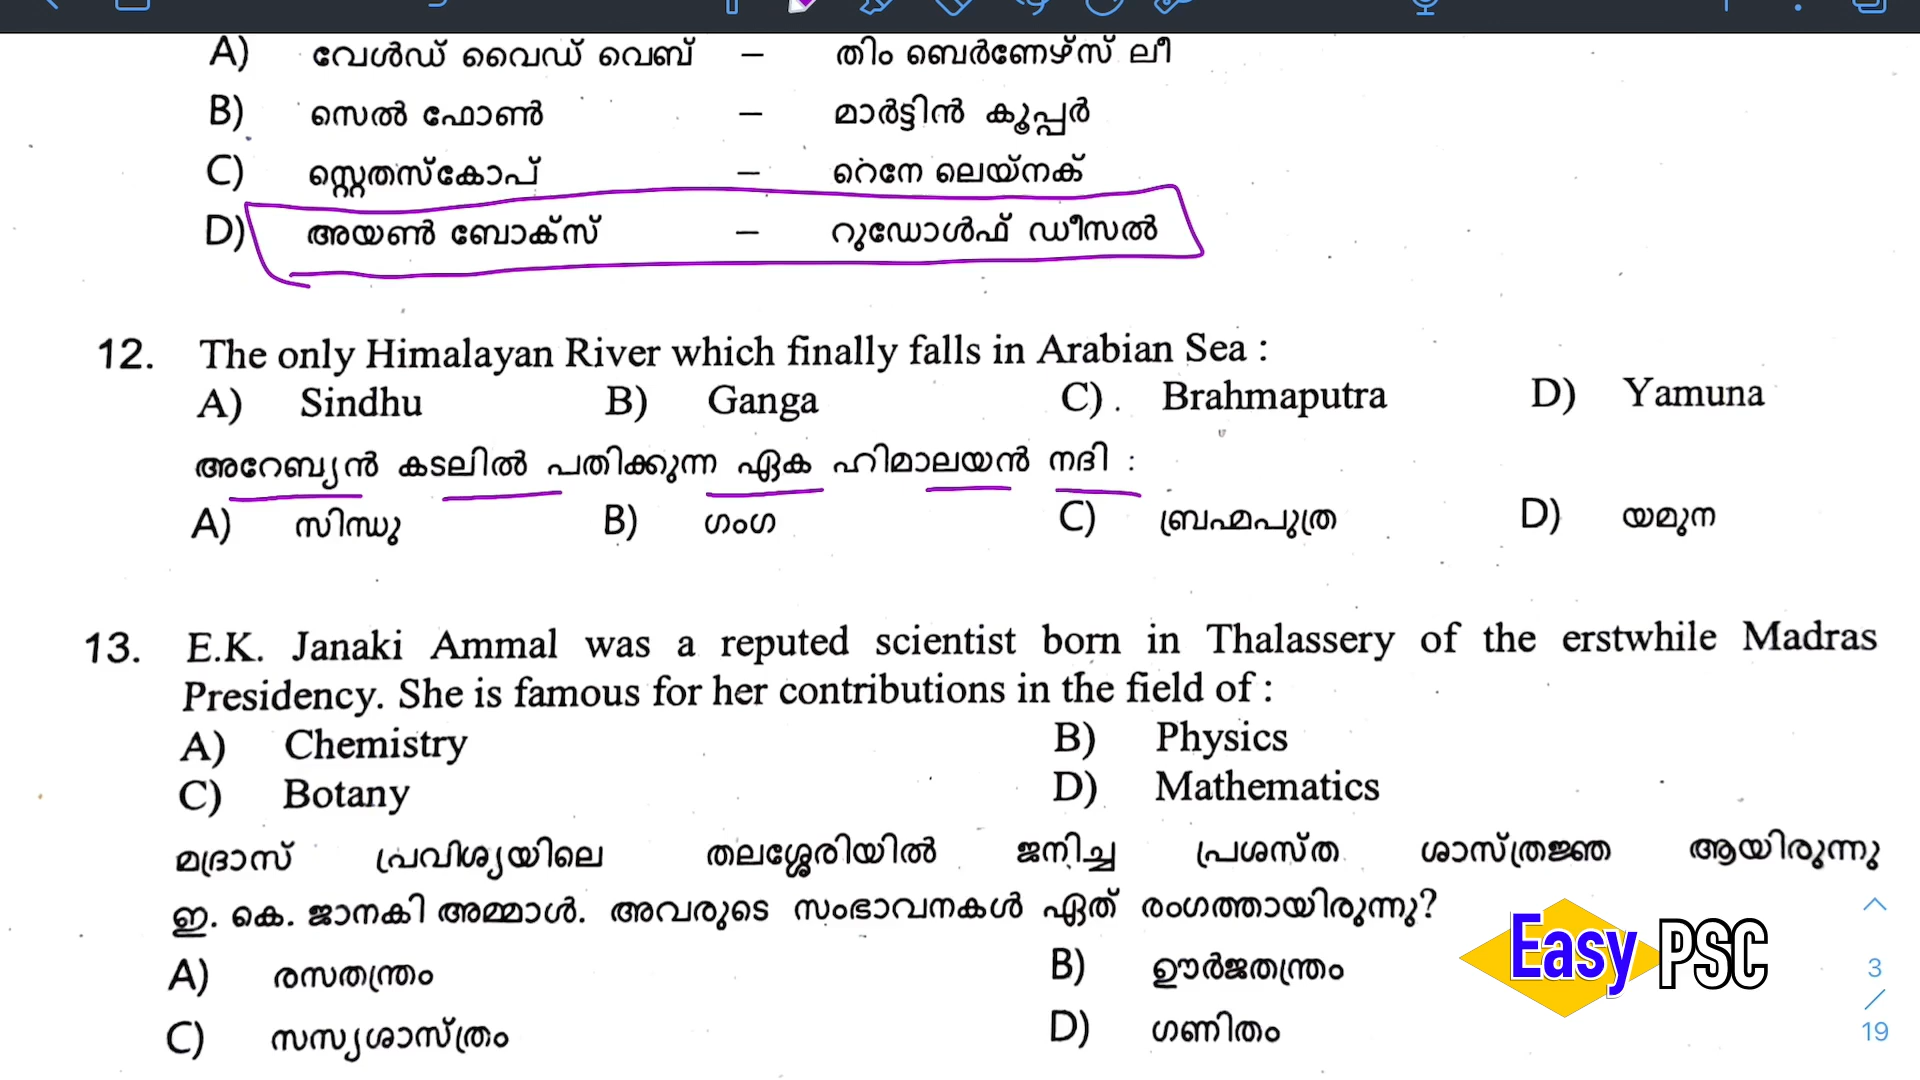 A) വേൾഡ് വൈഡ് വെബ് – തിം ബെർണേഴ്സ് ലീ
B) സെൽ ഫോൺ – മാർട്ടിൻ കൂപ്പർ
C) സ്റ്റെതസ്കോപ് – റെനേ ലെയ്നക്
D) അയൺ ബോക്സ് – റുഡോൾഫ് ഡീസൽ
12. The only Himalayan River which finally falls in Arabian Sea :
A) Sindhu B) Ganga C) Brahmaputra D) Yamuna
അറേബ്യൻ കടലിൽ പതിക്കുന്ന ഏക ഹിമാലയൻ നദി :
A) സിന്ധു B) ഗംഗ C) ബ്രഹ്മപുത്ര D) യമുന
13. E.K. Janaki Ammal was a reputed scientist born in Thalassery of the erstwhile Madras
Presidency. She is famous for her contributions in the field of :
A) Chemistry B) Physics
C) Botany D) Mathematics
മദ്രാസ് പ്രവിശ്യയിലെ തലശ്ശേരിയിൽ ജനിച്ച പ്രശസ്ത ശാസ്ത്രജ്ഞ ആയിരുന്നു
ഇ. കെ. ജാനകി അമ്മാൾ. അവരുടെ സംഭാവനകൾ ഏത് രംഗത്തായിരുന്നു?
A) രസതന്ത്രം B) ഊർജതന്ത്രം
C) സസ്യശാസ്ത്രം D) ഗണിതം
Easy PSC
3
/
19